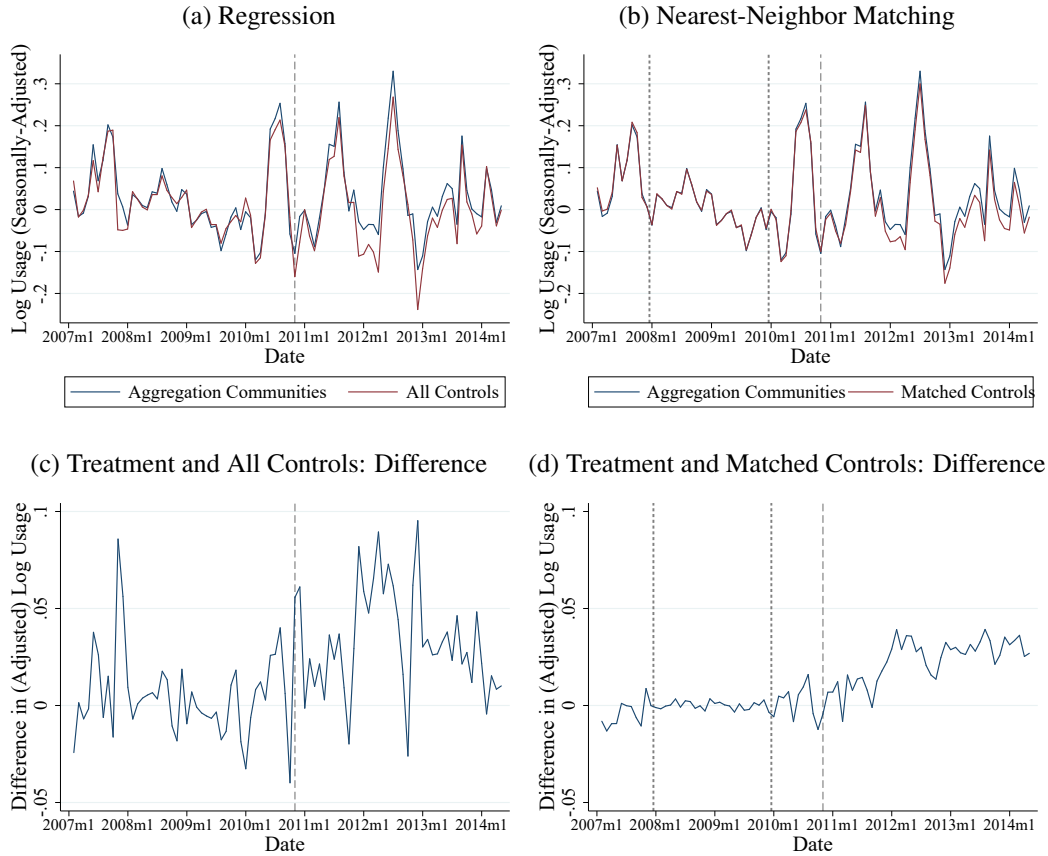 (a) Regression
Log Usage (Seasonally-Adjusted)
.3
.2
.1
0
-.1
-.2
2007m1 2008m1 2009m1 2010m1 2011m1 2012m1 2013m1 2014m1
Date
Aggregation Communities All Controls
(b) Nearest-Neighbor Matching
Log Usage (Seasonally-Adjusted)
.3
.2
.1
0
-.1
-.2
2007m1 2008m1 2009m1 2010m1 2011m1 2012m1 2013m1 2014m1
Date
Aggregation Communities Matched Controls
(c) Treatment and All Controls: Difference
Difference in (Adjusted) Log Usage
.1
.05
0
-.05
2007m1 2008m1 2009m1 2010m1 2011m1 2012m1 2013m1 2014m1
Date
(d) Treatment and Matched Controls: Difference
Difference in (Adjusted) Log Usage
.1
.05
0
-.05
2007m1 2008m1 2009m1 2010m1 2011m1 2012m1 2013m1 2014m1
Date